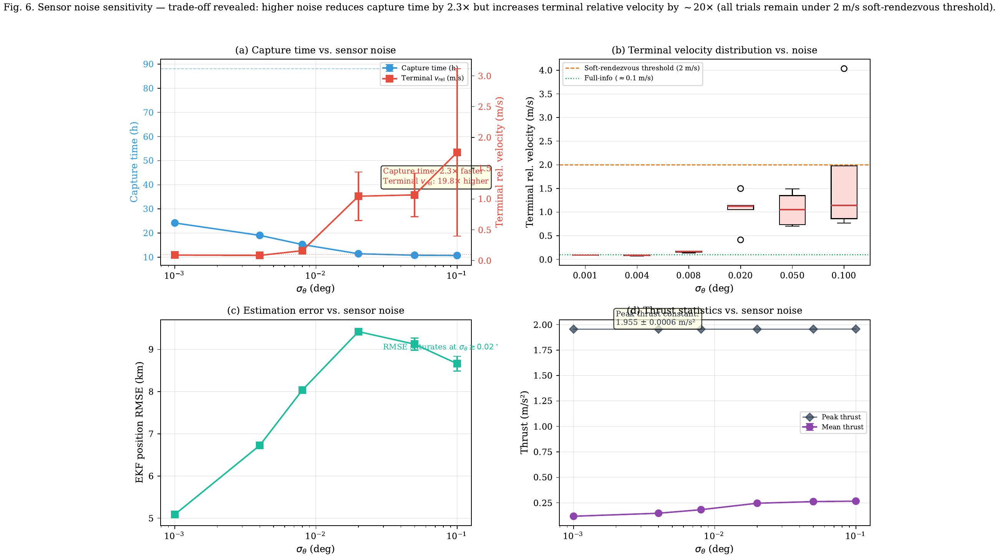 Fig. 6. Sensor noise sensitivity — trade-off revealed: higher noise reduces capture time by 2.3× but increases terminal relative velocity by ∼20× (all trials remain under 2 m/s soft-rendezvous threshold).
(a) Capture time vs. sensor noise
90
80
70
60
50
40
30
20
10
Capture time (h)
3.0
2.5
2.0
1.5
1.0
0.5
0.0
Terminal rel. velocity (m/s)
Capture time (h)
Terminal v_rel (m/s)
Capture time: 2.3× faster
Terminal v_rel: 19.8× higher
10⁻³
10⁻²
10⁻¹
σ_θ (deg)
(b) Terminal velocity distribution vs. noise
Soft-rendezvous threshold (2 m/s)
Full-info (≈0.1 m/s)
4.0
3.5
3.0
2.5
2.0
1.5
1.0
0.5
0.0
Terminal rel. velocity (m/s)
0.001
0.004
0.008
0.020
0.050
0.100
σ_θ (deg)
(c) Estimation error vs. sensor noise
9
8
7
6
5
EKF position RMSE (km)
RMSE saturates at σ_θ ≥ 0.02°
10⁻³
10⁻²
10⁻¹
σ_θ (deg)
(d) Thrust statistics vs. sensor noise
Peak thrust constant:
1.955 ± 0.0006 m/s²
2.00
1.75
1.50
1.25
1.00
0.75
0.50
0.25
Thrust (m/s²)
Peak thrust
Mean thrust
10⁻³
10⁻²
10⁻¹
σ_θ (deg)